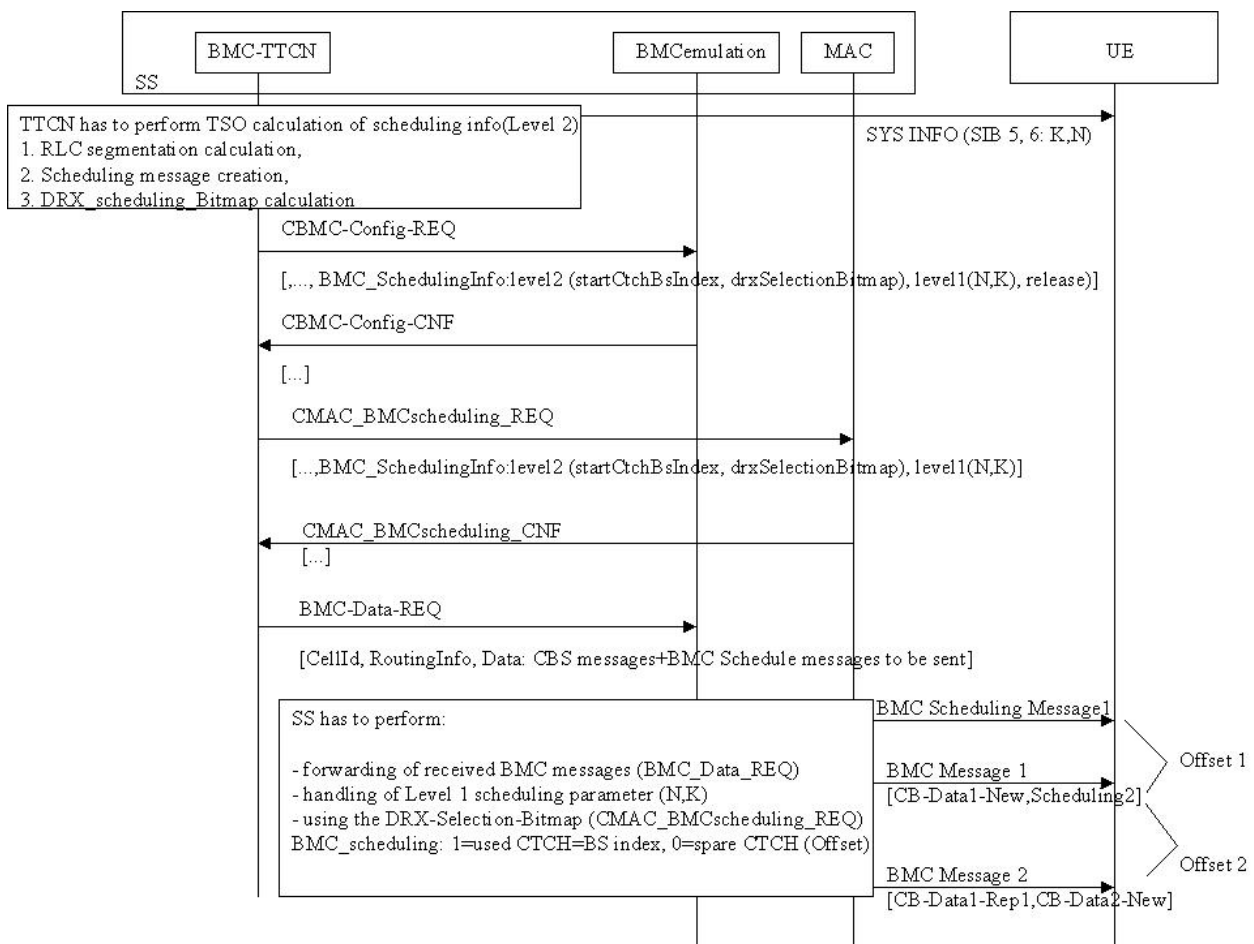 BMC-TTCN
BMCemulation
MAC
UE
SS
TTCN has to perform TSO calculation of scheduling info(Level 2)
1. RLC segmentation calculation,
2. Scheduling message creation,
3. DRX_scheduling_Bitmap calculation
SYS INFO (SIB 5, 6: K,N)
CBMC-Config-REQ
[,..., BMC_SchedulingInfo:level2 (startCtchBsIndex, drxSelectionBitmap), level1(N,K), release)]
CBMC-Config-CNF
[...]
CMAC_BMCscheduling_REQ
[...,BMC_SchedulingInfo:level2 (startCtchBsIndex, drxSelectionBitmap), level1(N,K)]
CMAC_BMCscheduling_CNF
[...]
BMC-Data-REQ
[CellId, RoutingInfo, Data: CBS messages+BMC Schedule messages to be sent]
SS has to perform:
- forwarding of received BMC messages (BMC_Data_REQ)
- handling of Level 1 scheduling parameter (N,K)
- using the DRX-Selection-Bitmap (CMAC_BMCscheduling_REQ)
BMC_scheduling: 1=used CTCH=BS index, 0=spare CTCH (Offset)
BMC Scheduling Message1
Offset 1
BMC Message 1
[CB-Data1-New,Scheduling2]
Offset 2
BMC Message 2
[CB-Data1-Rep1,CB-Data2-New]